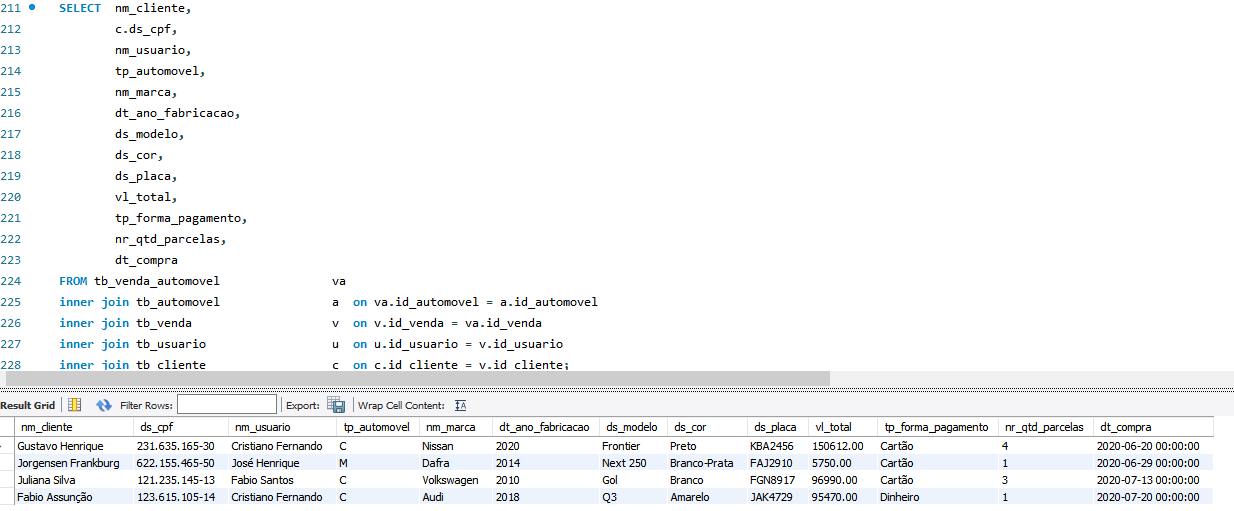 211 SELECT nm_cliente,
212 c.ds_cpf,
213 nm_usuario,
214 tp_automovel,
215 nm_marca,
216 dt_ano_fabricacao,
217 ds_modelo,
218 ds_cor,
219 ds_placa,
220 vl_total,
221 tp_forma_pagamento,
222 nr_qtd_parcelas,
223 dt_compra
224 FROM tb_venda_automovel va
225 inner join tb_automovel a on va.id_automovel = a.id_automovel
226 inner join tb_venda v on v.id_venda = va.id_venda
227 inner join tb_usuario u on u.id_usuario = v.id_usuario
228 inner join tb_cliente c on c.id_cliente = v.id_cliente;
Result Grid Filter Rows: Export: Wrap Cell Content:
nm_cliente ds_cpf nm_usuario tp_automovel nm_marca dt_ano_fabricacao ds_modelo ds_cor ds_placa vl_total tp_forma_pagamento nr_qtd_parcelas dt_compra
Gustavo Henrique 231.635.165-30 Cristiano Fernando C Nissan 2020 Frontier Preto KBA2456 150612.00 Cartão 4 2020-06-20 00:00:00
Jorgensen Frankburg 622.155.465-50 José Henrique M Dafra 2014 Next 250 Branco-Prata FAJ2910 5750.00 Cartão 1 2020-06-29 00:00:00
Juliana Silva 121.235.145-13 Fabio Santos C Volkswagen 2010 Gol Branco FGN8917 96990.00 Cartão 3 2020-07-13 00:00:00
Fabio Assunção 123.615.105-14 Cristiano Fernando C Audi 2018 Q3 Amarelo JAK4729 95470.00 Dinheiro 1 2020-07-20 00:00:00